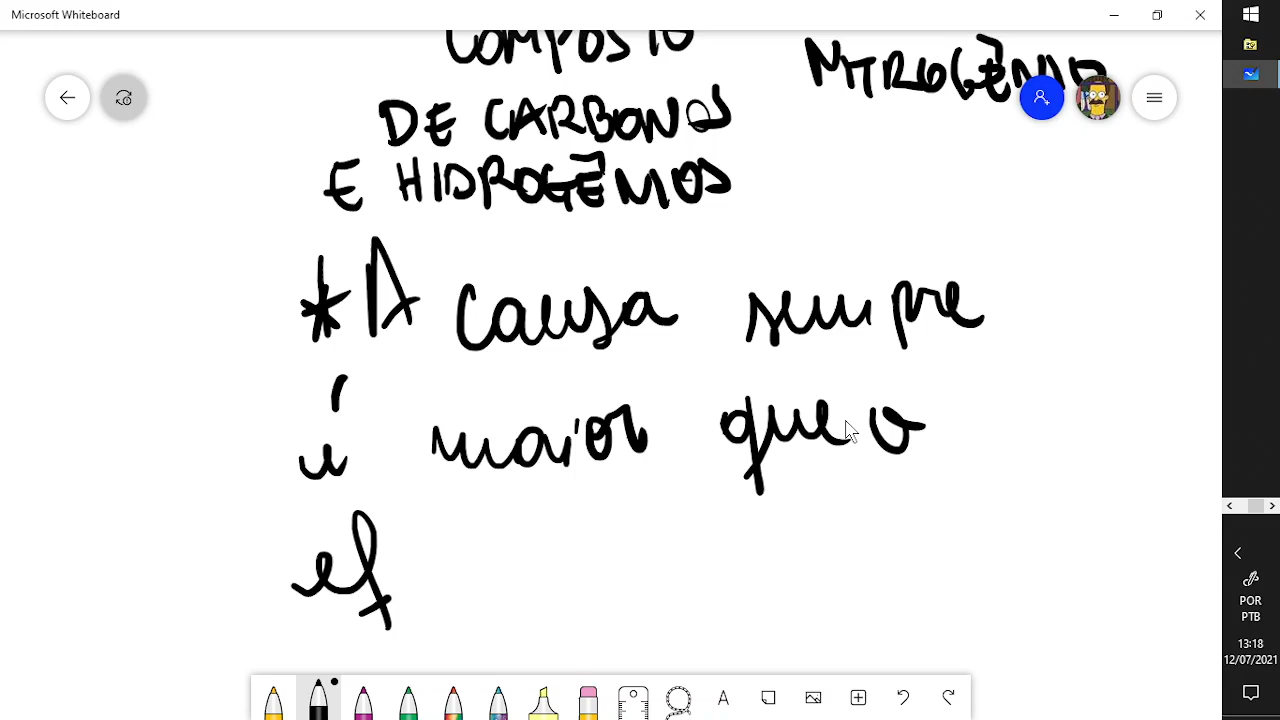 Microsoft Whiteboard
COMPOSTO
NITROGÊNIO
DE CARBONOS
E HIDROGÊNIOS
*A causa sempre
é maior que o
ef
A
POR
PTB
13:18
12/07/2021